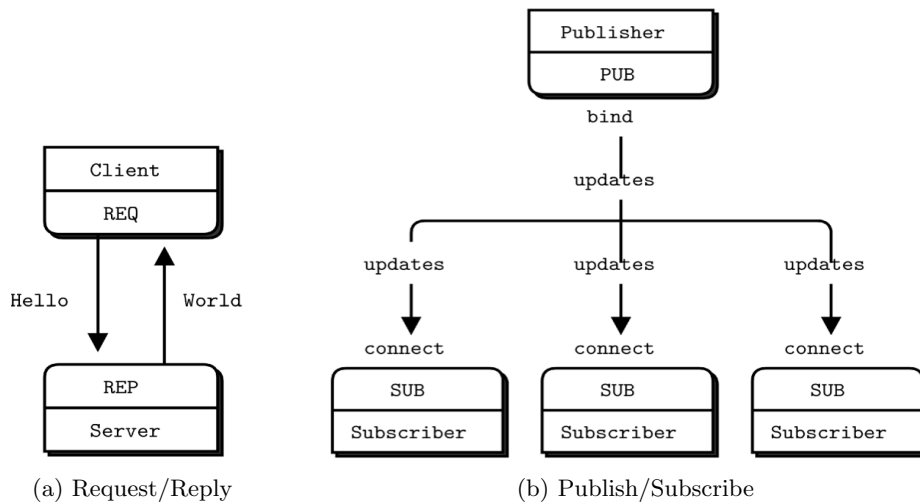 Client
REQ
Hello
World
REP
Server
(a) Request/Reply
Publisher
PUB
bind
updates
updates updates updates
connect connect connect
SUB SUB SUB
Subscriber Subscriber Subscriber
(b) Publish/Subscribe